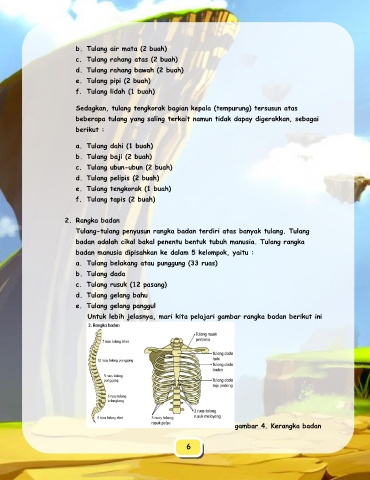 b. Tulang air mata (2 buah)
c. Tulang rahang atas (2 buah)
d. Tulang rahang bawah (2 buah)
e. Tulang pipi (2 buah)
f. Tulang lidah (1 buah)
Sedagkan, tulang tengkorak bagian kepala (tempurung) tersusun atas
beberapa tulang yang saling terkait namun tidak dapay digerakkan, sebagai
berikut :
a. Tulang dahi (1 buah)
b. Tulang baji (2 buah)
c. Tulang ubun-ubun (2 buah)
d. Tulang pelipis (2 buah)
e. Tulang tengkorak (1 buah)
f. Tulang tapis (2 buah)
2. Rangka badan
Tulang-tulang penyusun rangka badan terdiri atas banyak tulang. Tulang
badan adalah cikal bakal penentu bentuk tubuh manusia. Tulang rangka
badan manusia dipisahkan ke dalam 5 kelompok, yaitu :
a. Tulang belakang atau punggung (33 ruas)
b. Tulang dada
c. Tulang rusuk (12 pasang)
d. Tulang gelang bahu
e. Tulang gelang panggul
Untuk lebih jelasnya, mari kita pelajari gambar rangka badan berikut ini
2. Rangka badan
7 ruas tulang leher
12 ruas tulang punggung
5 ruas tulang
pinggang
5 ruas tulang
4 ruas tulang ekor
Tulang rusuk
pertama
Tulang dada
hulu
Tulang dada
badan
Tulang dada
taju pedang
2 ruas tulang
rusuk melayang
3 ruas tulang
rusuk palsu
gambar 4. Kerangka badan
6